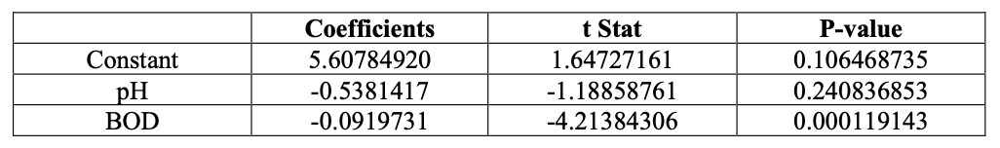 Coefficients t Stat P-value
Constant 5.60784920 1.64727161 0.106468735
pH -0.5381417 -1.18858761 0.240836853
BOD -0.0919731 -4.21384306 0.000119143